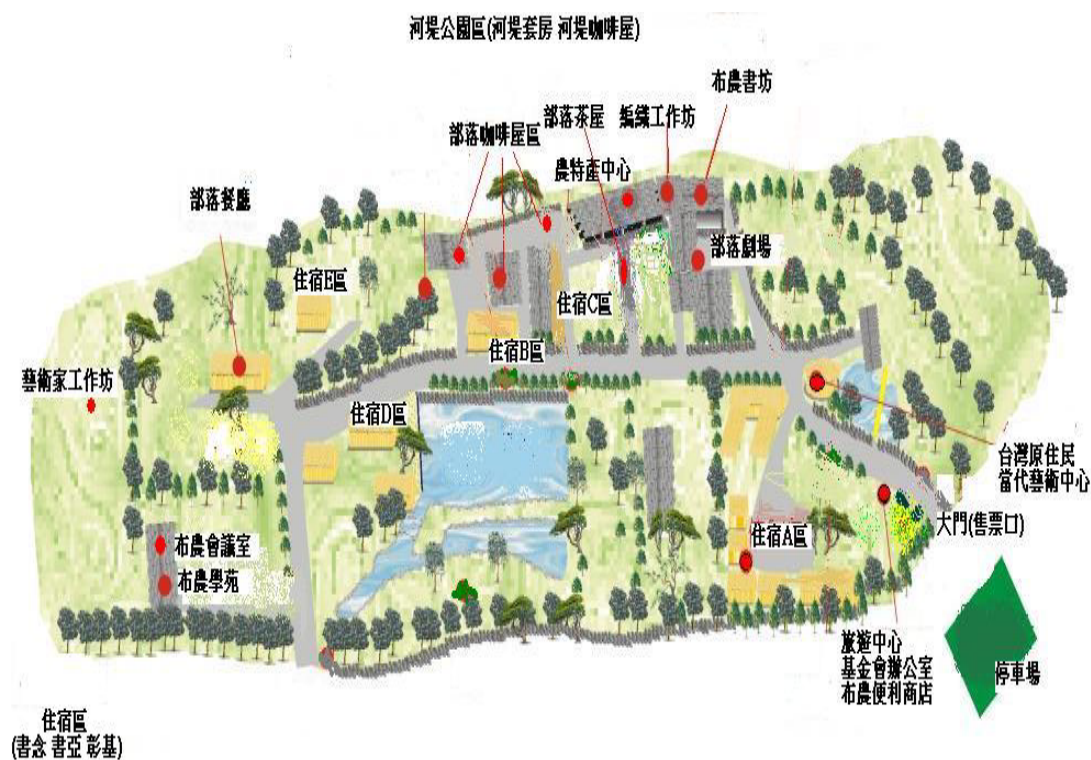 河堤公園區(河堤套房 河堤咖啡屋)
布農書坊
部落茶屋
編織工作坊
部落咖啡屋區
農特產中心
部落餐廳
部落劇場
住宿E區
住宿C區
住宿B區
藝術家工作坊
住宿D區
台灣原住民
當代藝術中心
大門(售票口)
住宿A區
布農會議室
布農學苑
旅遊中心
基金會辦公室
布農便利商店
停車場
住宿區
(書念 書亞 彰基)